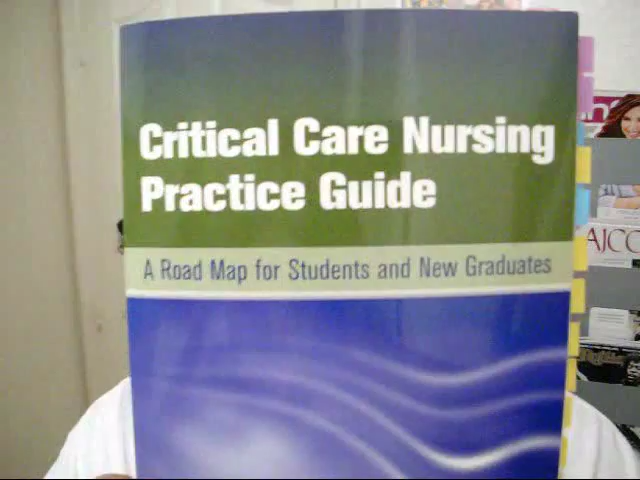 Critical Care Nursing
Practice Guide
A Road Map for Students and New Graduates
AJCC